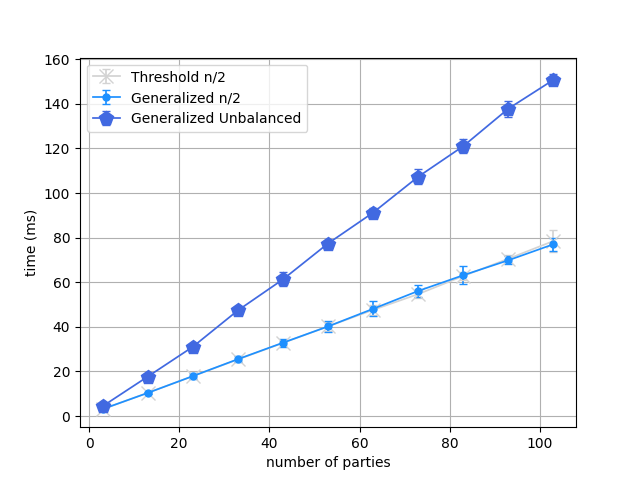 160
140
120
100
80
60
40
20
0
time (ms)
Threshold n/2
Generalized n/2
Generalized Unbalanced
0 20 40 60 80 100
number of parties